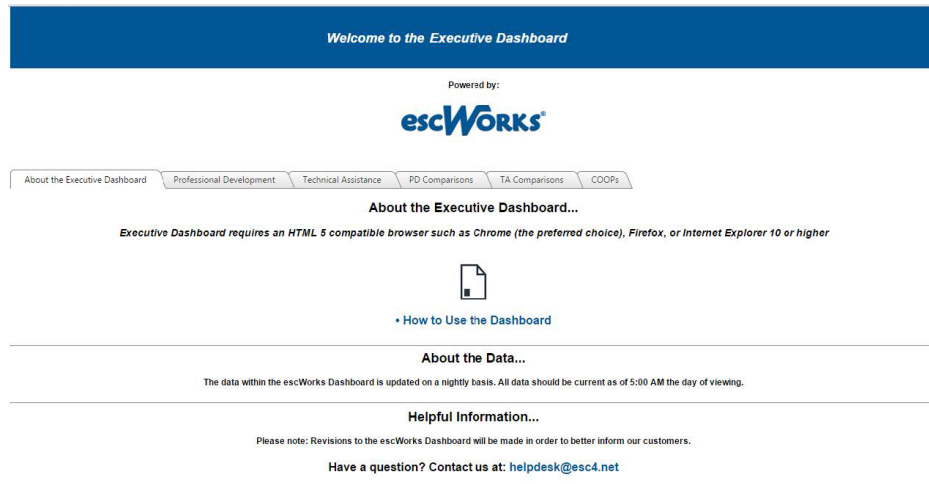 Welcome to the Executive Dashboard
Powered by:
escWorks®
About the Executive Dashboard
Professional Development
Technical Assistance
PD Comparisons
TA Comparisons
COOPs
About the Executive Dashboard...
Executive Dashboard requires an HTML 5 compatible browser such as Chrome (the preferred choice), Firefox, or Internet Explorer 10 or higher
• How to Use the Dashboard
About the Data...
The data within the escWorks Dashboard is updated on a nightly basis. All data should be current as of 5:00 AM the day of viewing.
Helpful Information...
Please note: Revisions to the escWorks Dashboard will be made in order to better inform our customers.
Have a question? Contact us at: helpdesk@esc4.net